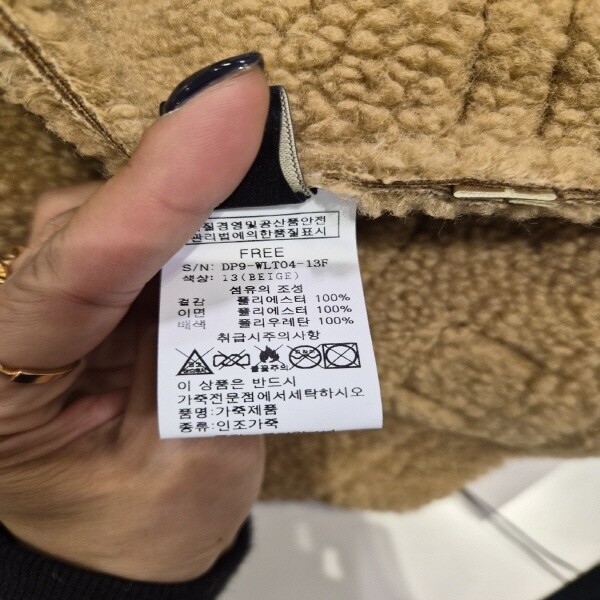 품질경영및공산품안전
관리법에의한품질표시
FREE
S/N: DP9-WLT04-13F
색상: 13(BEIGE)
섬유의 조성
겉감 폴리에스터 100%
이면 폴리에스터 100%
배색 폴리우레탄 100%
취급시주의사항
불꽃주의
이 상품은 반드시
가죽전문점에서세탁하시오
품명:가죽제품
종류:인조가죽